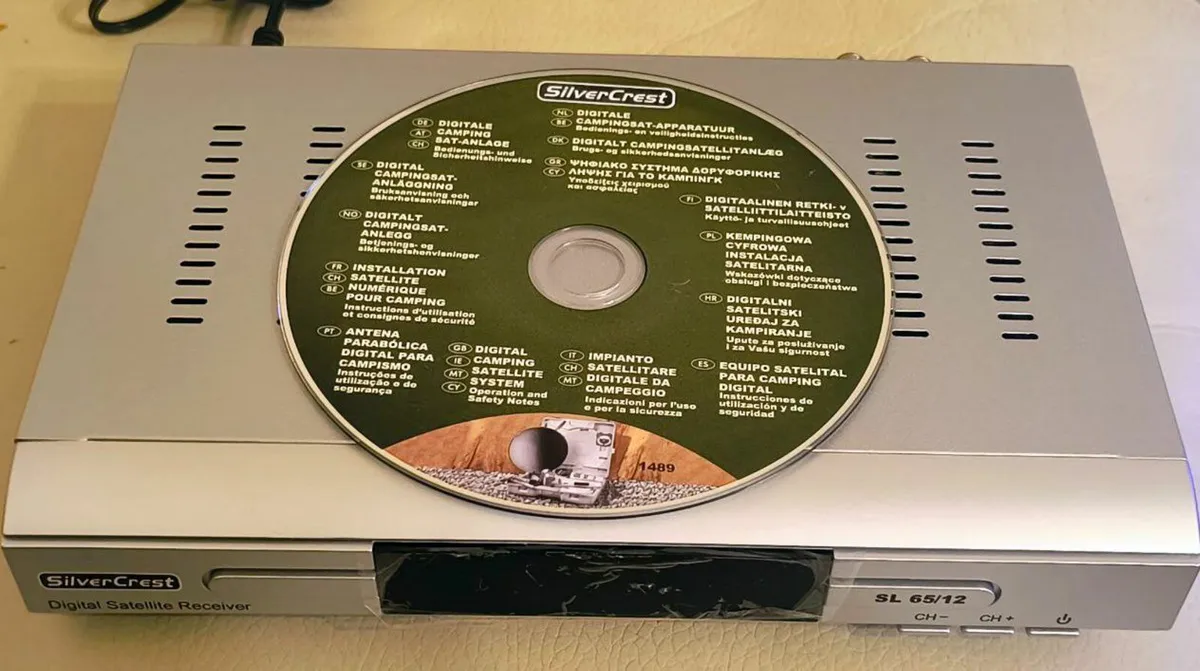 SilverCrest
DE DIGITALE
AT CAMPING
CH SAT-ANLAGE
Bedienungs- und
Sicherheitshinweise
NL DIGITALE
BE CAMPINGSAT-APPARATUUR
Bedienings- en veiligheidsinstructies
DK DIGITALT CAMPINGSATELLITANLÆG
Brugs- og sikkerhedsanvisninger
GR ΨΗΦΙΑΚΟ ΣΥΣΤΗΜΑ ΔΟΡΥΦΟΡΙΚΗΣ
CY ΛΗΨΗΣ ΓΙΑ ΤΟ ΚΑΜΠΙΝΓΚ
Υποδείξεις χειρισμού
και ασφαλείας
SE DIGITAL
CAMPINGSAT-
ANLÄGGNING
Bruksanvisning och
säkerhetsanvisningar
FI DIGITAALINEN RETKI- v
SATELLIITTILAITTEISTO
Käyttö- ja turvallisuusohjeet
NO DIGITALT
CAMPINGSAT-
ANLEGG
Betjenings- og
sikkerhetshenvisninger
PL KEMPINGOWA
CYFROWA
INSTALACJA
SATELITARNA
Wskazówki dotyczące
obsługi i bezpieczeństwa
FR INSTALLATION
CH SATELLITE
BE NUMÉRIQUE
POUR CAMPING
Instructions d'utilisation
et consignes de sécurité
HR DIGITALNI
SATELITSKI
UREĐAJ ZA
KAMPIRANJE
Upute za posluživanje
i za Vašu sigurnost
PT ANTENA
PARABÓLICA
DIGITAL PARA
CAMPISMO
Instruções de
utilização e de
segurança
GB DIGITAL
IE CAMPING
MT SATELLITE
CY SYSTEM
Operation and
Safety Notes
IT IMPIANTO
CH SATELLITARE
MT DIGITALE DA
CAMPEGGIO
Indicazioni per l'uso
e per la sicurezza
ES EQUIPO SATELITAL
PARA CAMPING
DIGITAL
Instrucciones de
utilización y de
seguridad
1489
SilverCrest
Digital Satellite Receiver
SL 65/12
CH- CH+